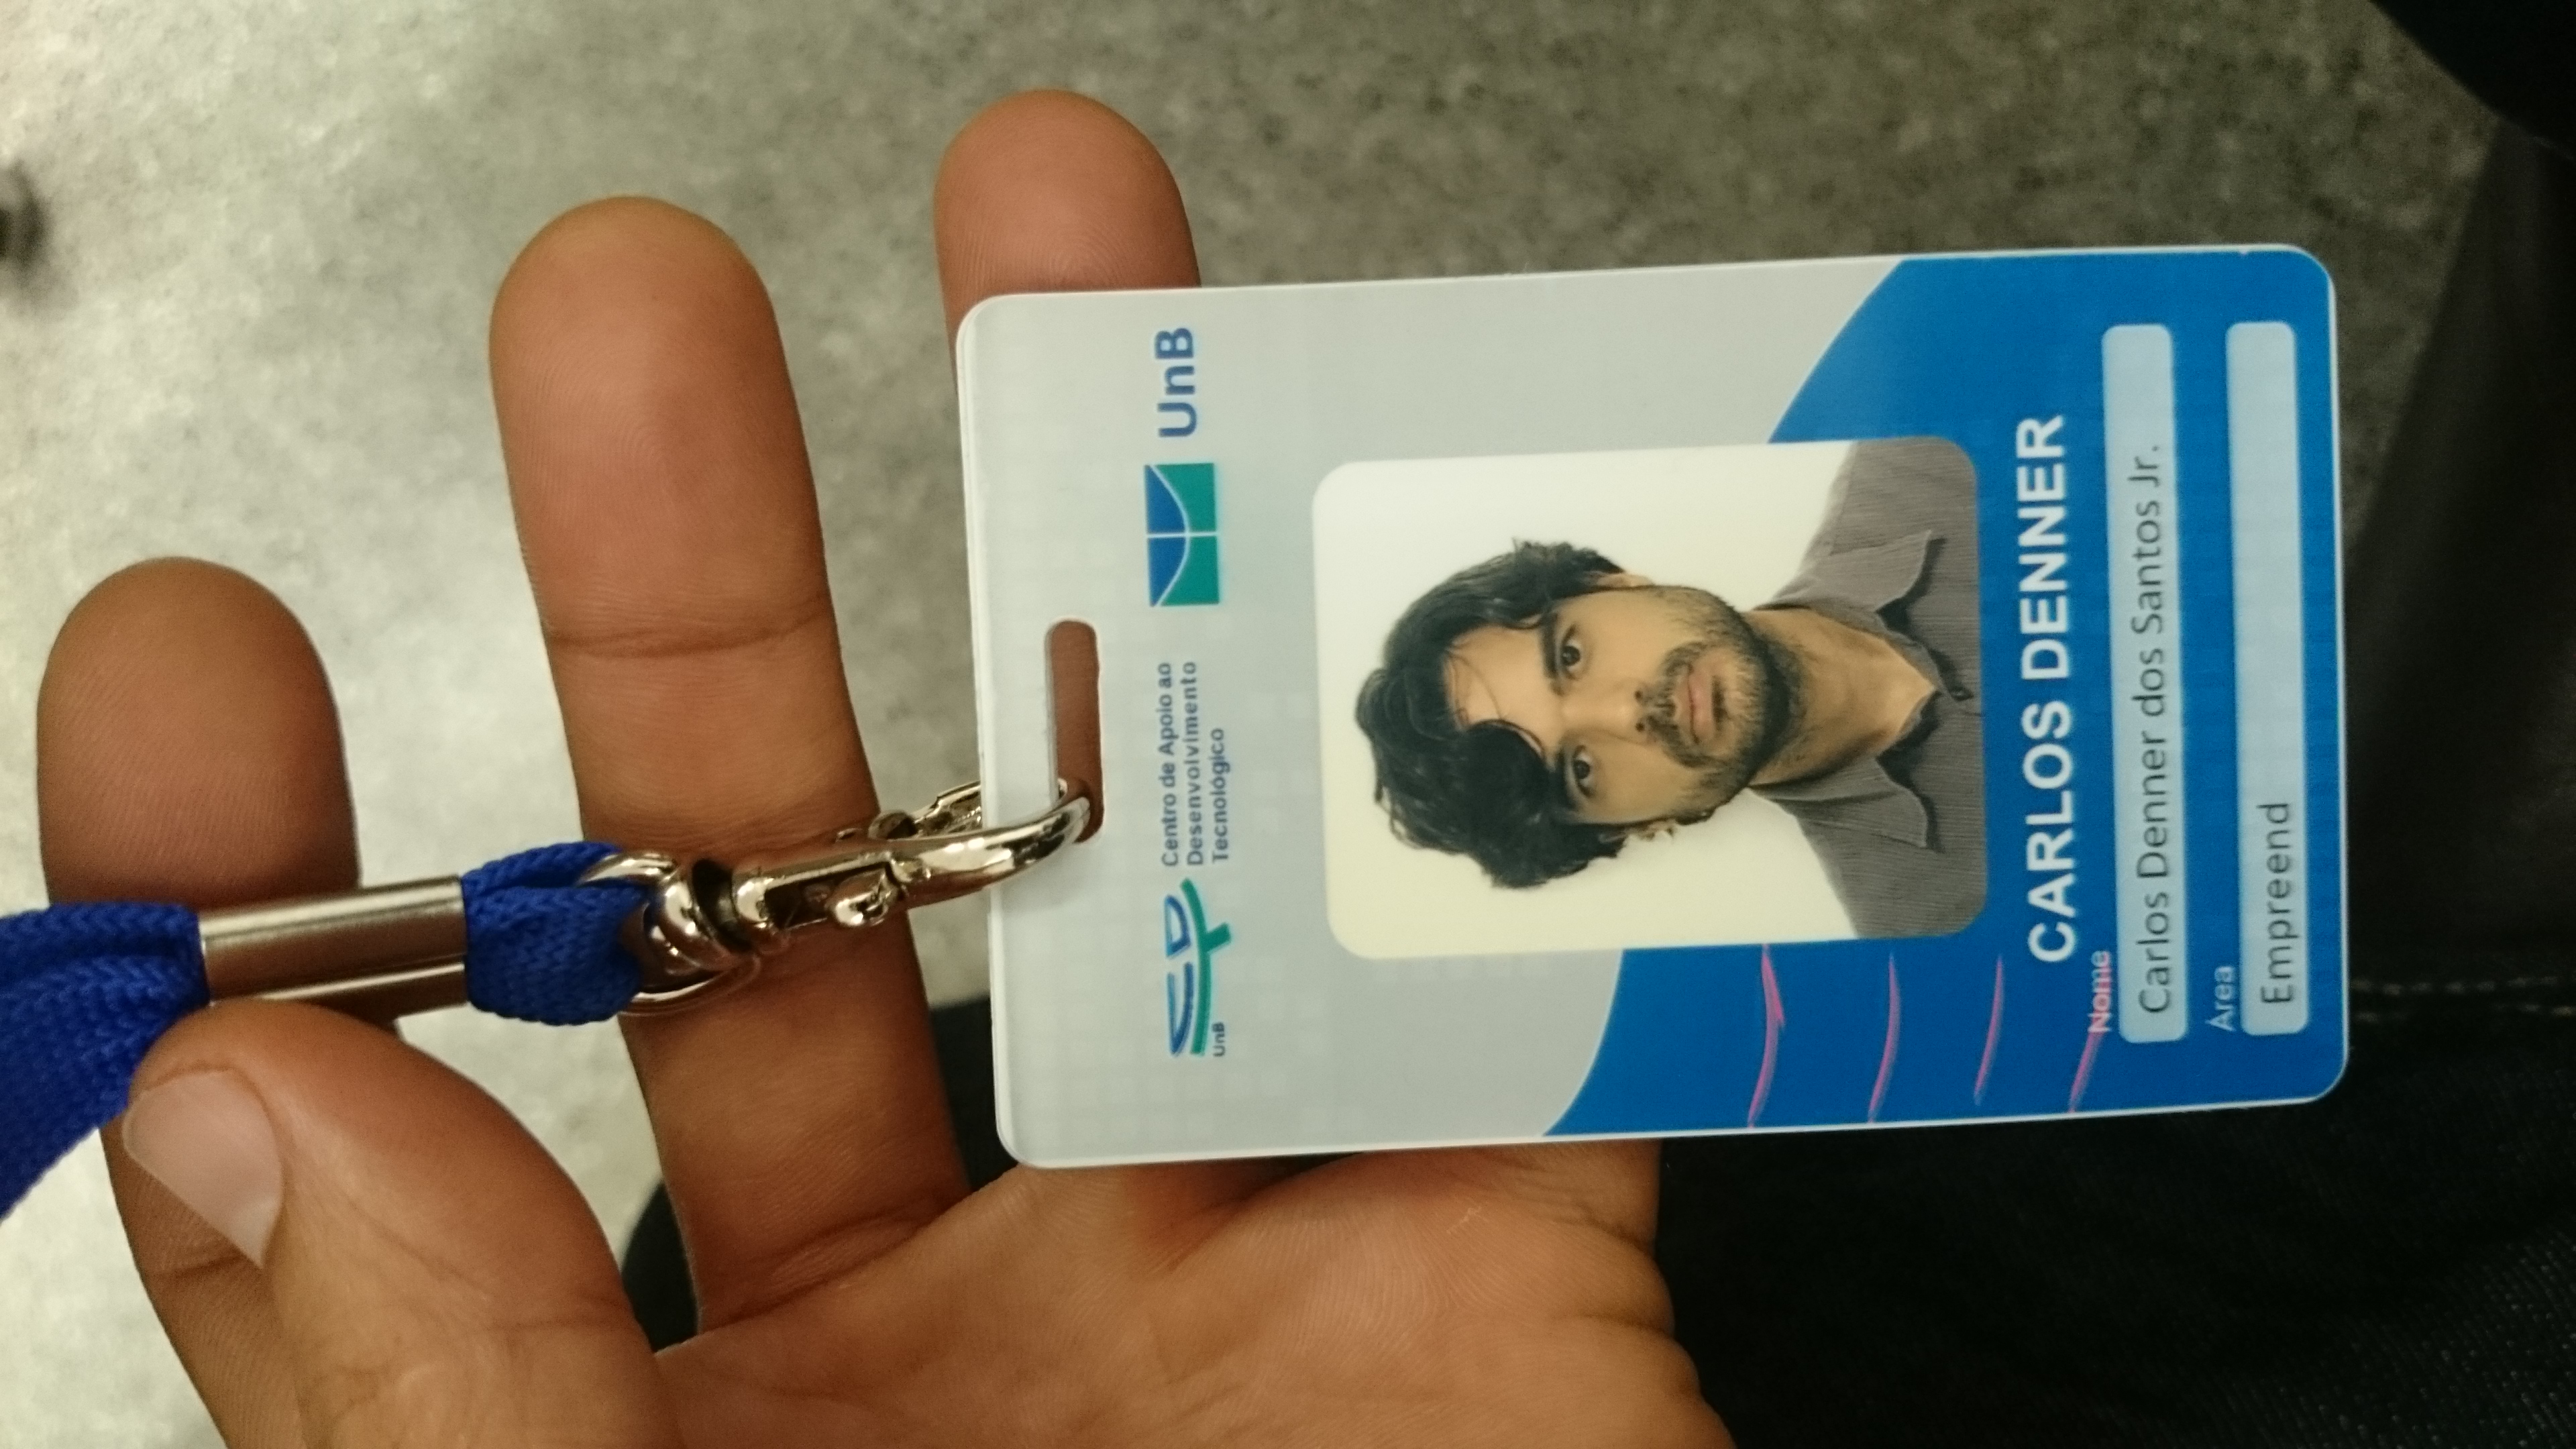 UnB
Centro de Apoio ao
Desenvolvimento
Tecnológico
UnB
CARLOS DENNER
Nome
Carlos Denner dos Santos Jr.
Área
Empreend